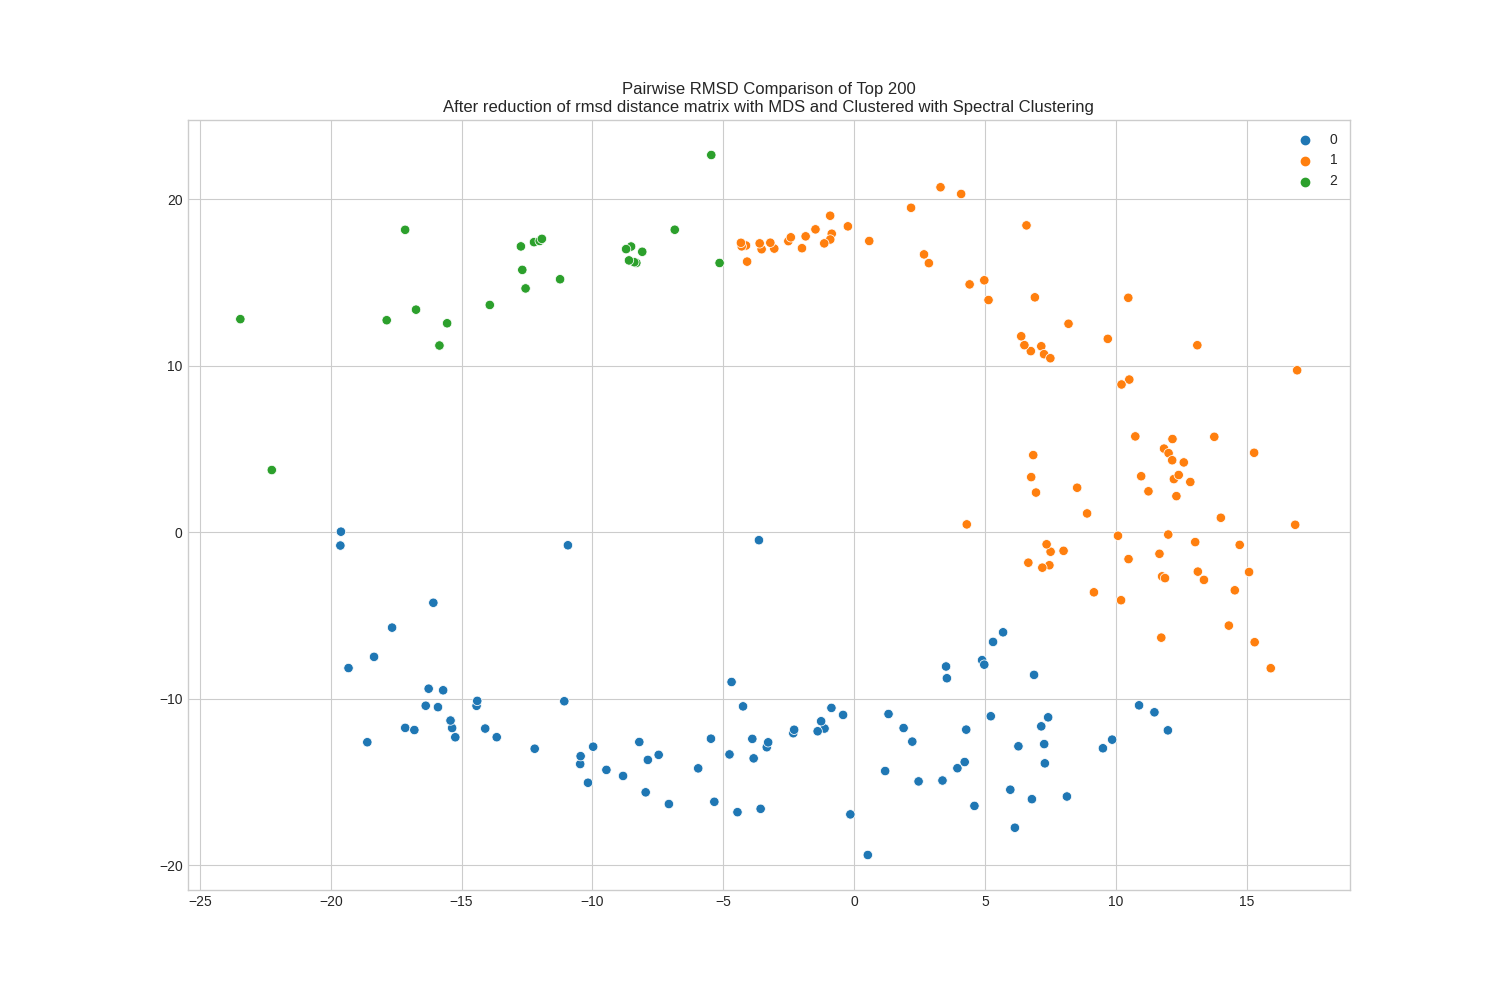 Pairwise RMSD Comparison of Top 200
After reduction of rmsd distance matrix with MDS and Clustered with Spectral Clustering
0
1
2
20
10
0
−10
−20
−25 −20 −15 −10 −5 0 5 10 15